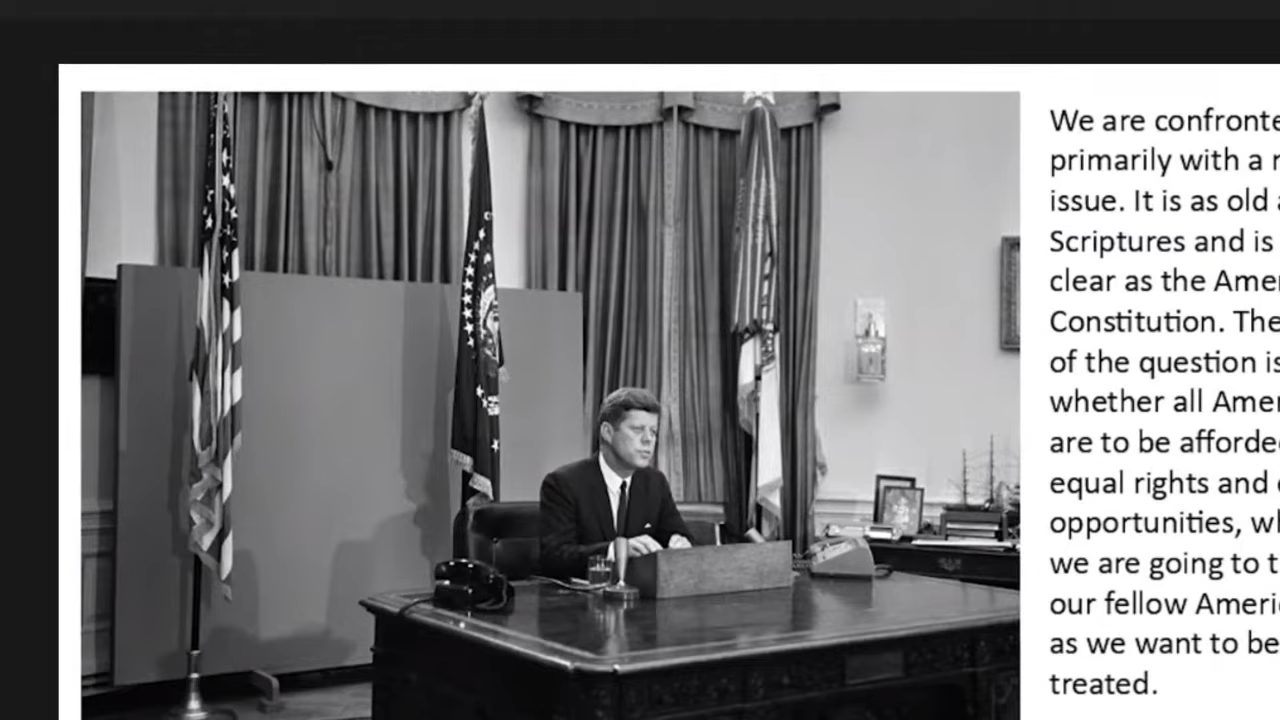 We are confronte
primarily with a
issue. It is as old a
Scriptures and is
clear as the Amer
Constitution. The
of the question is
whether all Amer
are to be afforde
equal rights and
opportunities, wh
we are going to t
our fellow Ameri
as we want to be
treated.